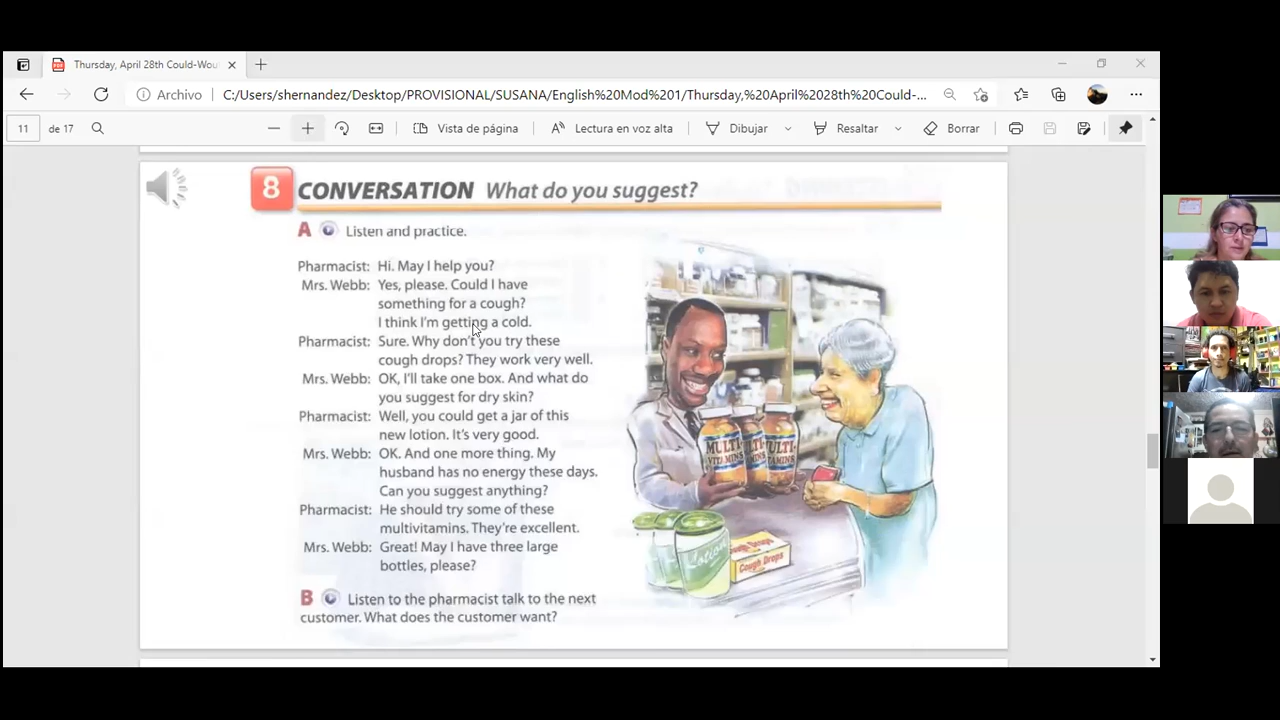 Thursday, April 28th Could-Wou
Archivo
C:/Users/shernandez/Desktop/PROVISIONAL/SUSANA/English%20Mod%201/Thursday,%20April%2028th%20Could-...
11
de 17
Vista de página
Lectura en voz alta
Dibujar
Resaltar
Borrar
8 CONVERSATION What do you suggest?
A Listen and practice.
Pharmacist: Hi. May I help you?
Mrs. Webb: Yes, please. Could I have
something for a cough?
I think I'm getting a cold.
Pharmacist: Sure. Why don't you try these
cough drops? They work very well.
Mrs. Webb: OK, I'll take one box. And what do
you suggest for dry skin?
Pharmacist: Well, you could get a jar of this
new lotion. It's very good.
Mrs. Webb: OK. And one more thing. My
husband has no energy these days.
Can you suggest anything?
Pharmacist: He should try some of these
multivitamins. They're excellent.
Mrs. Webb: Great! May I have three large
bottles, please?
B Listen to the pharmacist talk to the next
customer. What does the customer want?
MULTI-
VITAMINS
MULTI-
VITAMINS
Lotion
Cough Drops
Cough Drops